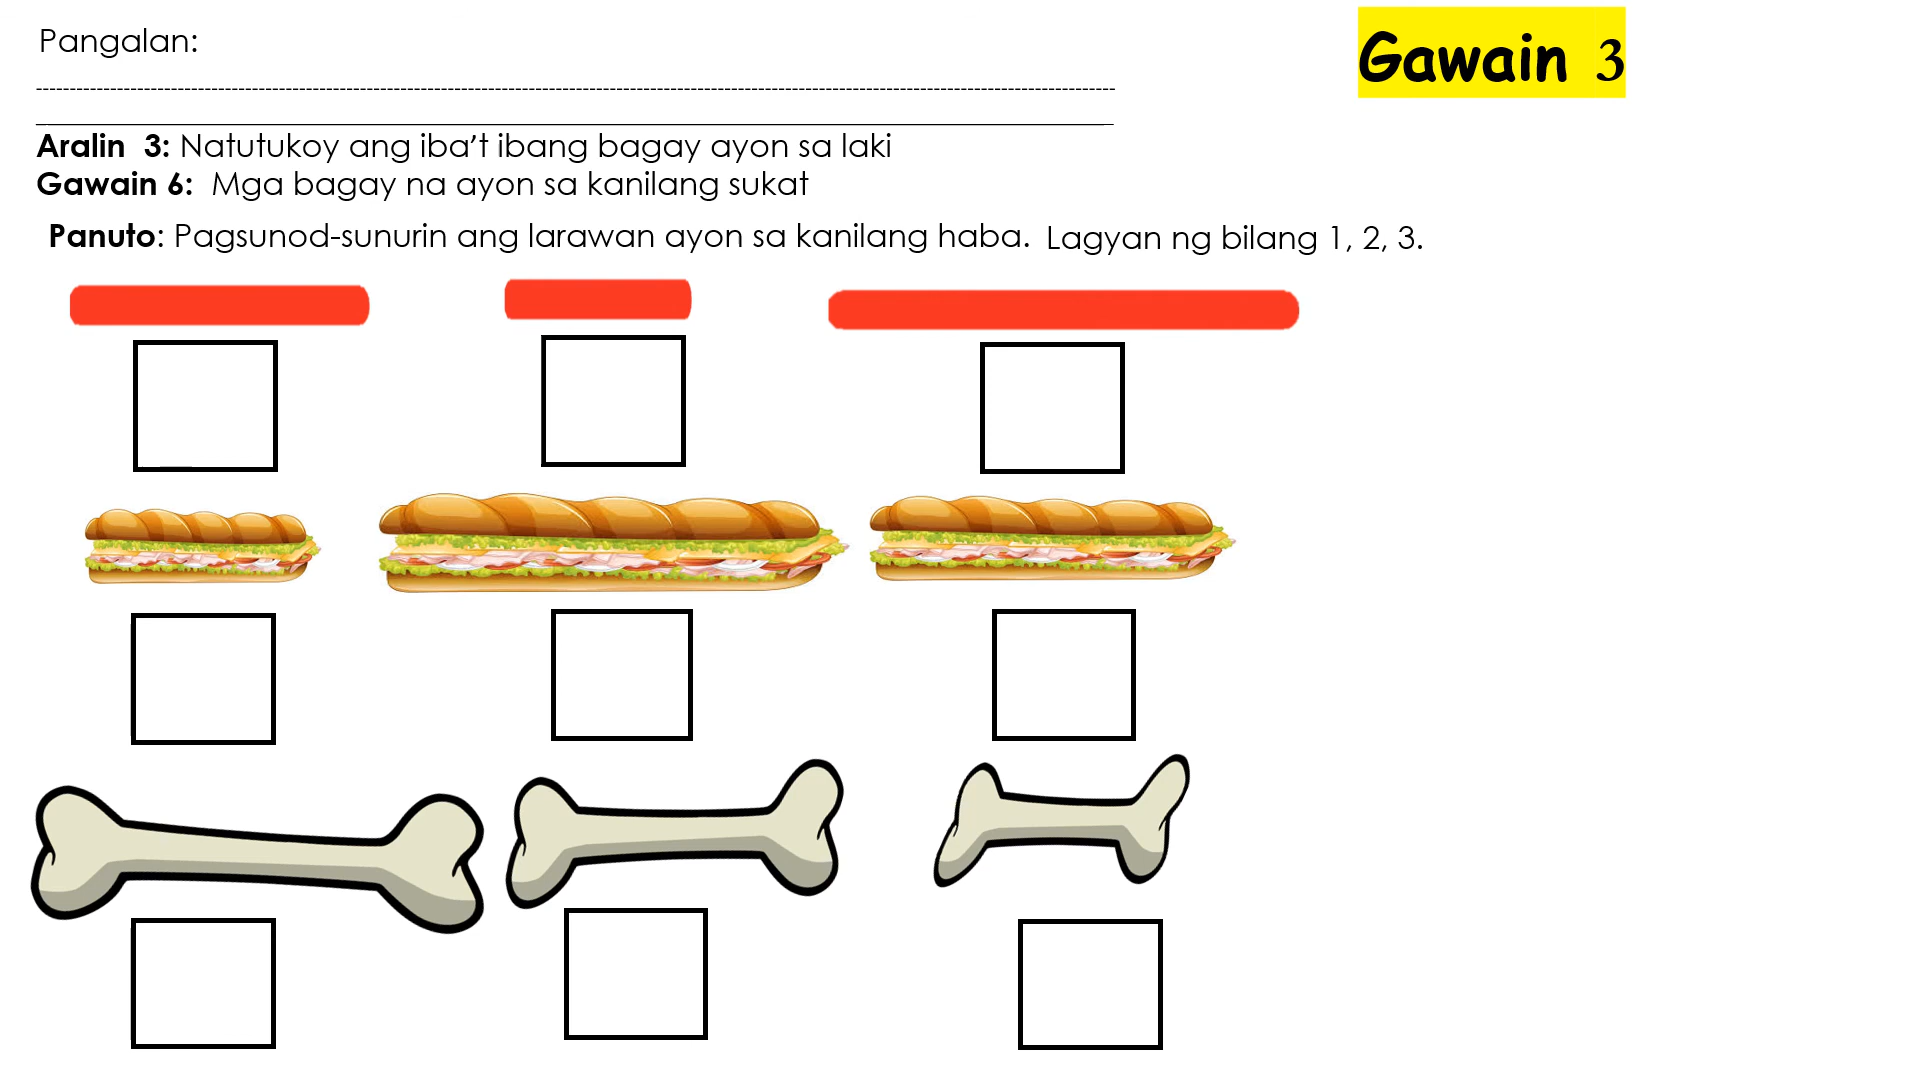 Pangalan:
Gawain 3
Aralin 3: Natutukoy ang iba’t ibang bagay ayon sa laki
Gawain 6: Mga bagay na ayon sa kanilang sukat
Panuto: Pagsunod-sunurin ang larawan ayon sa kanilang haba. Lagyan ng bilang 1, 2, 3.